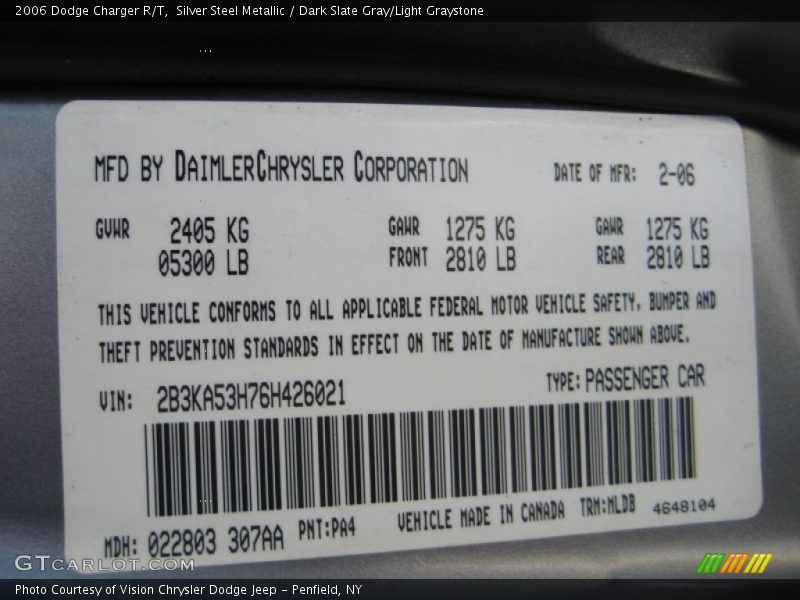 2006 Dodge Charger R/T,  Silver Steel Metallic / Dark Slate Gray/Light Graystone
MFD BY DAIMLERCHRYSLER CORPORATION DATE OF MFR: 2-06
GVWR 2405 KG GAWR 1275 KG GAWR 1275 KG
05300 LB FRONT 2810 LB REAR 2810 LB
THIS VEHICLE CONFORMS TO ALL APPLICABLE FEDERAL MOTOR VEHICLE SAFETY, BUMPER AND
THEFT PREVENTION STANDARDS IN EFFECT ON THE DATE OF MANUFACTURE SHOWN ABOVE.
VIN: 2B3KA53H76H426021 TYPE: PASSENGER CAR
MDH: 022803 307AA PNT:PA4 VEHICLE MADE IN CANADA TRM:MLDB 4648104
GTCARLOT.COM
Photo Courtesy of Vision Chrysler Dodge Jeep – Penfield, NY